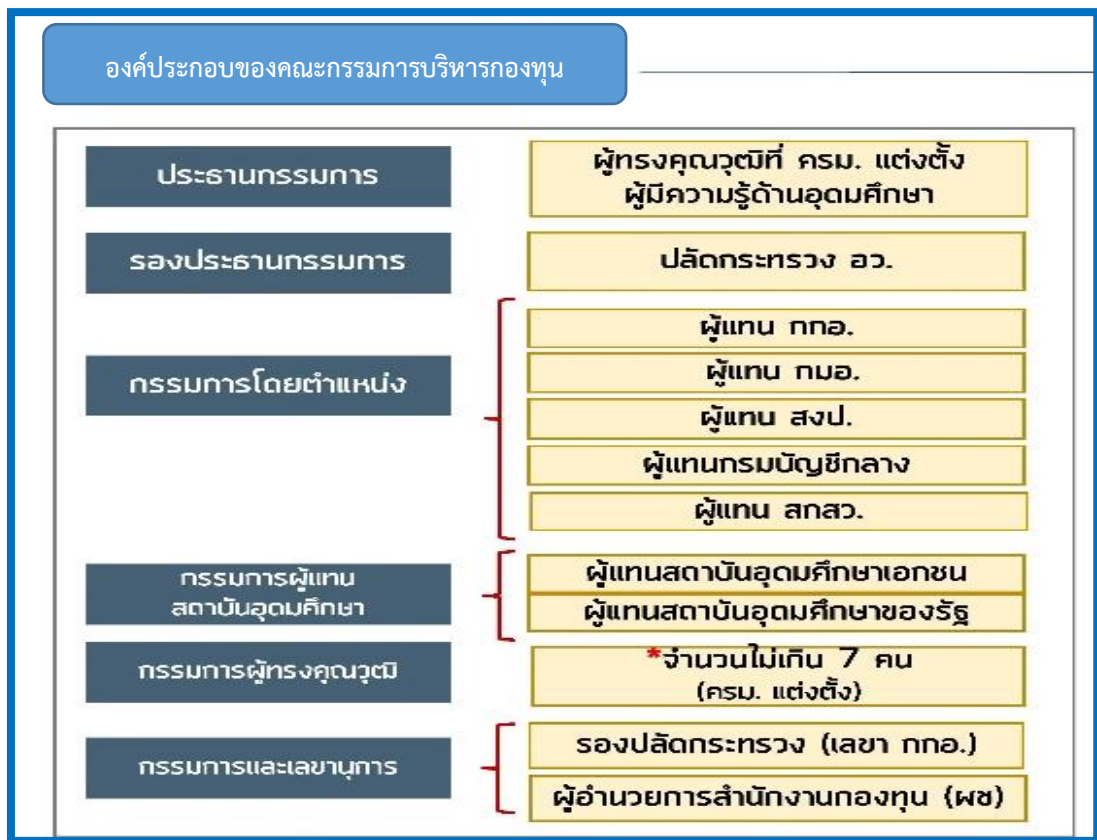 องค์ประกอบของคณะกรรมการบริหารกองทุน
ประธานกรรมการ
ผู้ทรงคุณวุฒิที่ ครม. แต่งตั้ง
ผู้มีความรู้ด้านอุดมศึกษา
รองประธานกรรมการ
ปลัดกระทรวง อว.
กรรมการโดยตำแหน่ง
ผู้แทน กกอ.
ผู้แทน กมอ.
ผู้แทน สงป.
ผู้แทนกรมบัญชีกลาง
ผู้แทน สกสว.
กรรมการผู้แทน
สถาบันอุดมศึกษา
ผู้แทนสถาบันอุดมศึกษาเอกชน
ผู้แทนสถาบันอุดมศึกษาของรัฐ
กรรมการผู้ทรงคุณวุฒิ
*จำนวนไม่เกิน 7 คน
(ครม. แต่งตั้ง)
กรรมการและเลขานุการ
รองปลัดกระทรวง (เลขา กกอ.)
ผู้อำนวยการสำนักงานกองทุน (ผช)